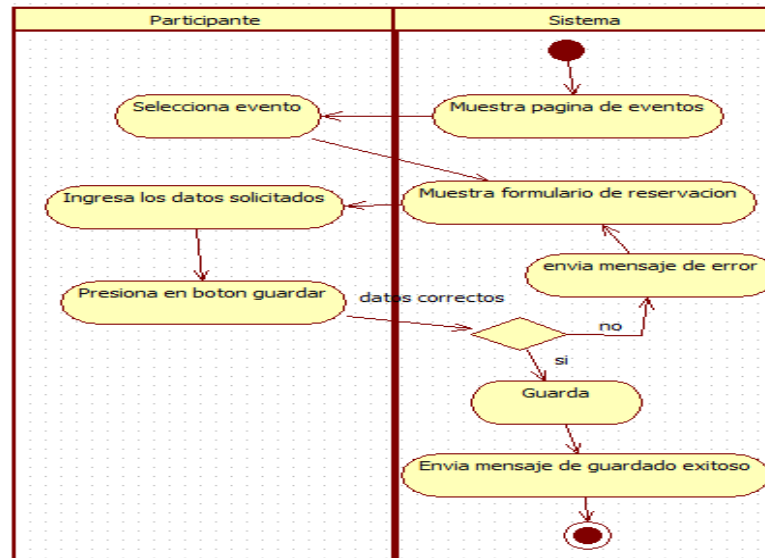 Participante
Sistema
Selecciona evento
Muestra pagina de eventos
Ingresa los datos solicitados
Muestra formulario de reservacion
envia mensaje de error
Presiona en boton guardar
datos correctos
no
si
Guarda
Envia mensaje de guardado exitoso